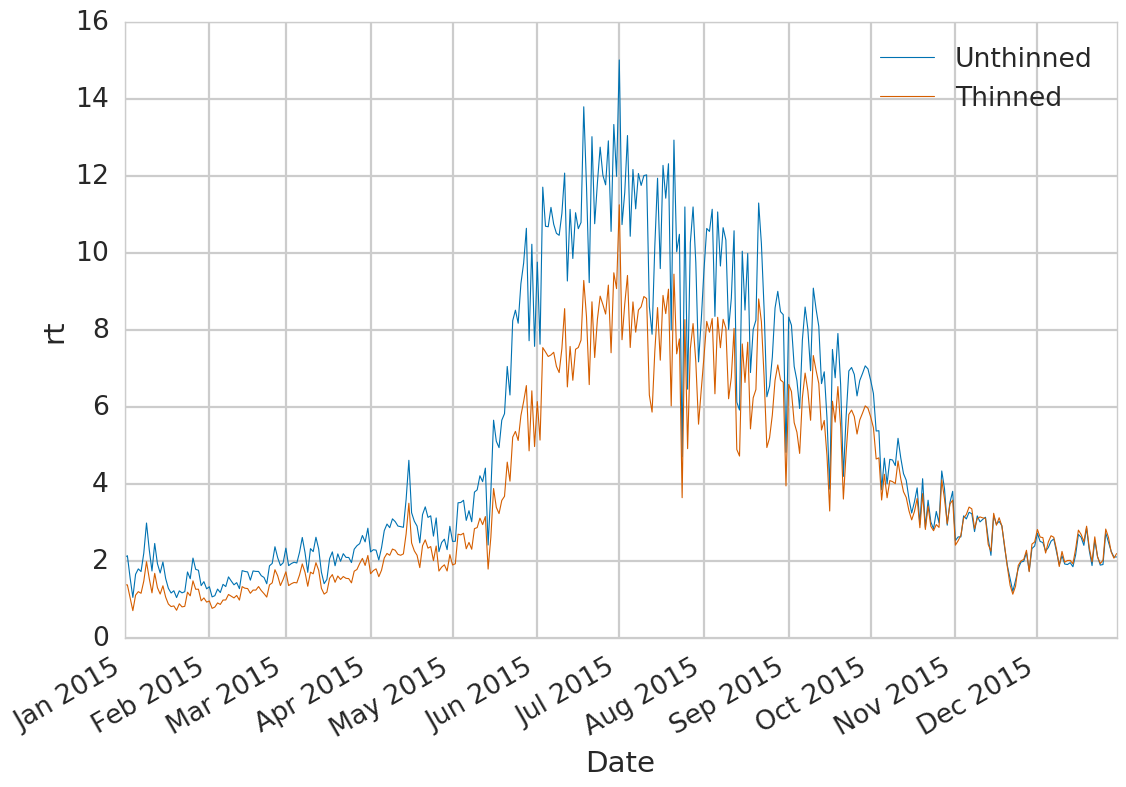 16
14
12
10
8
6
4
2
0
rt
Unthinned
Thinned
Jan 2015
Feb 2015
Mar 2015
Apr 2015
May 2015
Jun 2015
Jul 2015
Aug 2015
Sep 2015
Oct 2015
Nov 2015
Dec 2015
Date